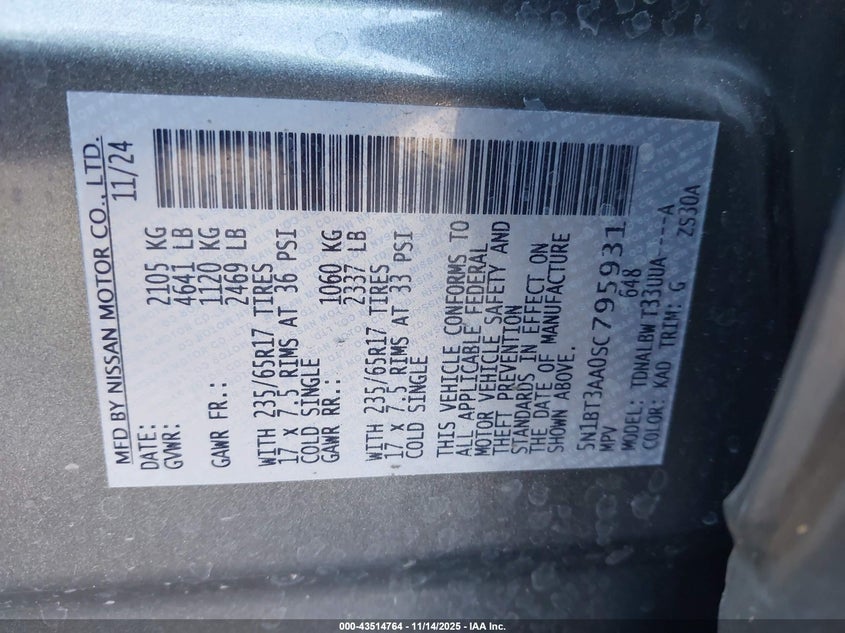 MFD BY NISSAN MOTOR CO., LTD.
DATE: 11/24
GVWR: 2105 KG
4641 LB
GAWR FR.: 1120 KG
2469 LB
WITH 235/65R17 TIRES
17 X 7.5 RIMS AT 36 PSI
COLD SINGLE
GAWR RR.: 1060 KG
2337 LB
WITH 235/65R17 TIRES
17 X 7.5 RIMS AT 33 PSI
COLD SINGLE
THIS VEHICLE CONFORMS TO
ALL APPLICABLE FEDERAL
MOTOR VEHICLE SAFETY AND
THEFT PREVENTION
STANDARDS IN EFFECT ON
THE DATE OF MANUFACTURE
SHOWN ABOVE.
5N1BT3AA0SC795931
MPV 648
MODEL: TDNALBW T33UUA----A
COLOR: KAD TRIM: G ZS30A
000-43514764 - 11/14/2025 - IAA Inc.